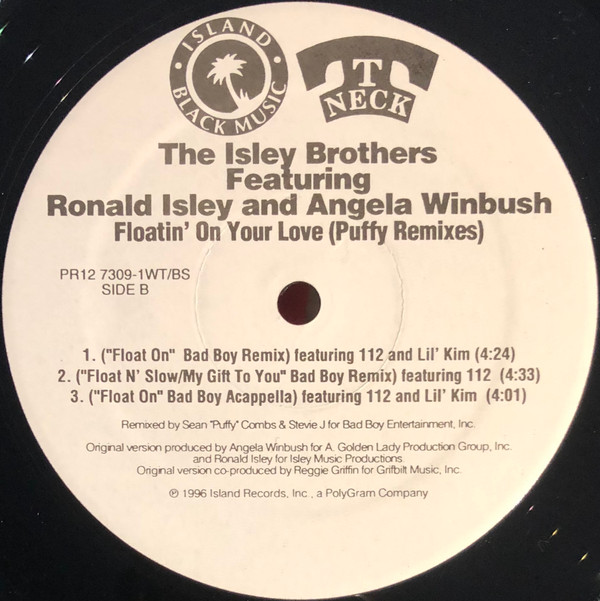 ISLAND
BLACK MUSIC
T
NECK
The Isley Brothers
Featuring
Ronald Isley and Angela Winbush
Floatin' On Your Love (Puffy Remixes)
PR12 7309-1WT/BS
SIDE B
1. ("Float On" Bad Boy Remix) featuring 112 and Lil' Kim (4:24)
2. ("Float N' Slow/My Gift To You" Bad Boy Remix) featuring 112 (4:33)
3. ("Float On" Bad Boy Acappella) featuring 112 and Lil' Kim (4:01)
Remixed by Sean "Puffy" Combs & Stevie J for Bad Boy Entertainment, Inc.
Original version produced by Angela Winbush for A. Golden Lady Production Group, Inc.
and Ronald Isley for Isley Music Productions.
Original version co-produced by Reggie Griffin for Grifbilt Music, Inc.
℗ 1996 Island Records, Inc., a PolyGram Company